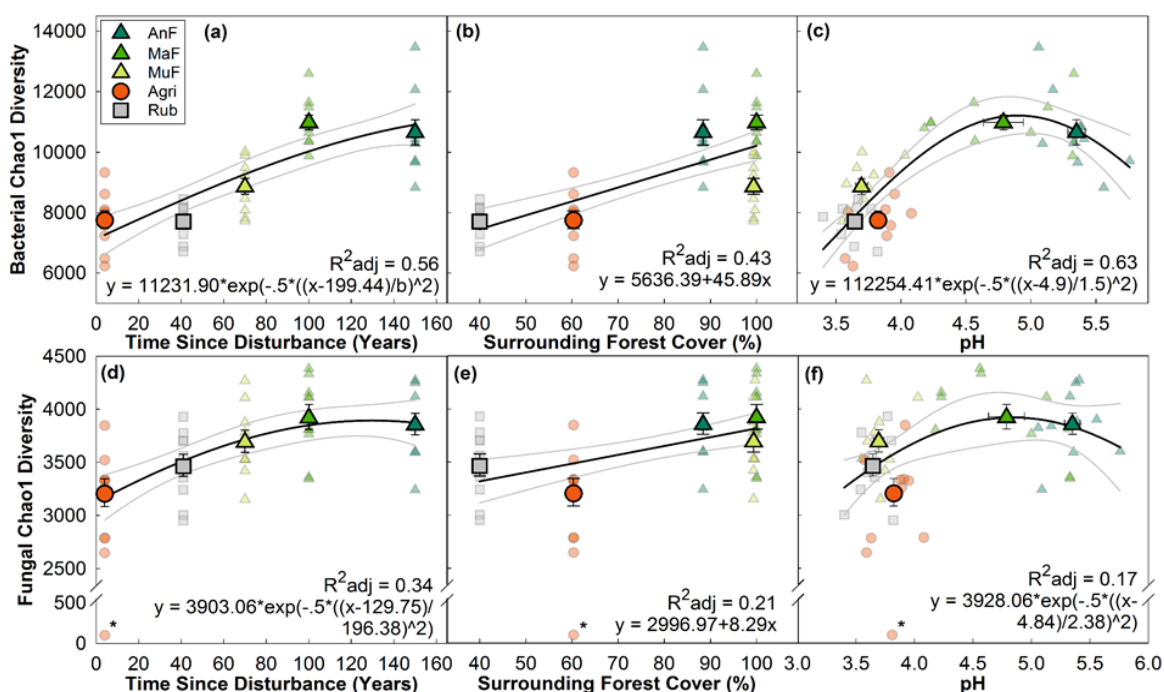 (a)
(b)
(c)
AnF
MaF
MuF
Agri
Rub
Bacterial Chao1 Diversity
14000
12000
10000
8000
6000
R²adj = 0.56
y = 11231.90*exp(-.5*((x-199.44)/b)^2)
R²adj = 0.43
y = 5636.39+45.89x
R²adj = 0.63
y = 112254.41*exp(-.5*((x-4.9)/1.5)^2)
0 20 40 60 80 100 120 140 160
Time Since Disturbance (Years)
40 50 60 70 80 90 100
Surrounding Forest Cover (%)
3.5 4.0 4.5 5.0 5.5
pH
(d)
(e)
(f)
Fungal Chao1 Diversity
4500
4000
3500
3000
2500
500
0
R²adj = 0.34
y = 3903.06*exp(-.5*((x-129.75)/
196.38)^2)
*
R²adj = 0.21
y = 2996.97+8.29x
*
R²adj = 0.17
y = 3928.06*exp(-.5*((x-
4.84)/2.38)^2)
*
0 20 40 60 80 100 120 140 160
Time Since Disturbance (Years)
40 50 60 70 80 90 100
Surrounding Forest Cover (%)
3.0 3.5 4.0 4.5 5.0 5.5 6.0
pH